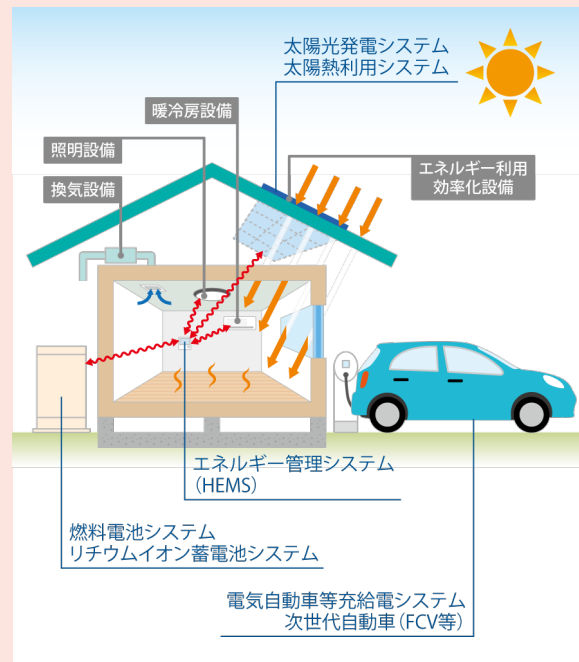 太陽光発電システム
太陽熱利用システム
暖冷房設備
照明設備
エネルギー利用
効率化設備
換気設備
エネルギー管理システム
(HEMS)
燃料電池システム
リチウムイオン蓄電池システム
電気自動車等充給電システム
次世代自動車(FCV等)